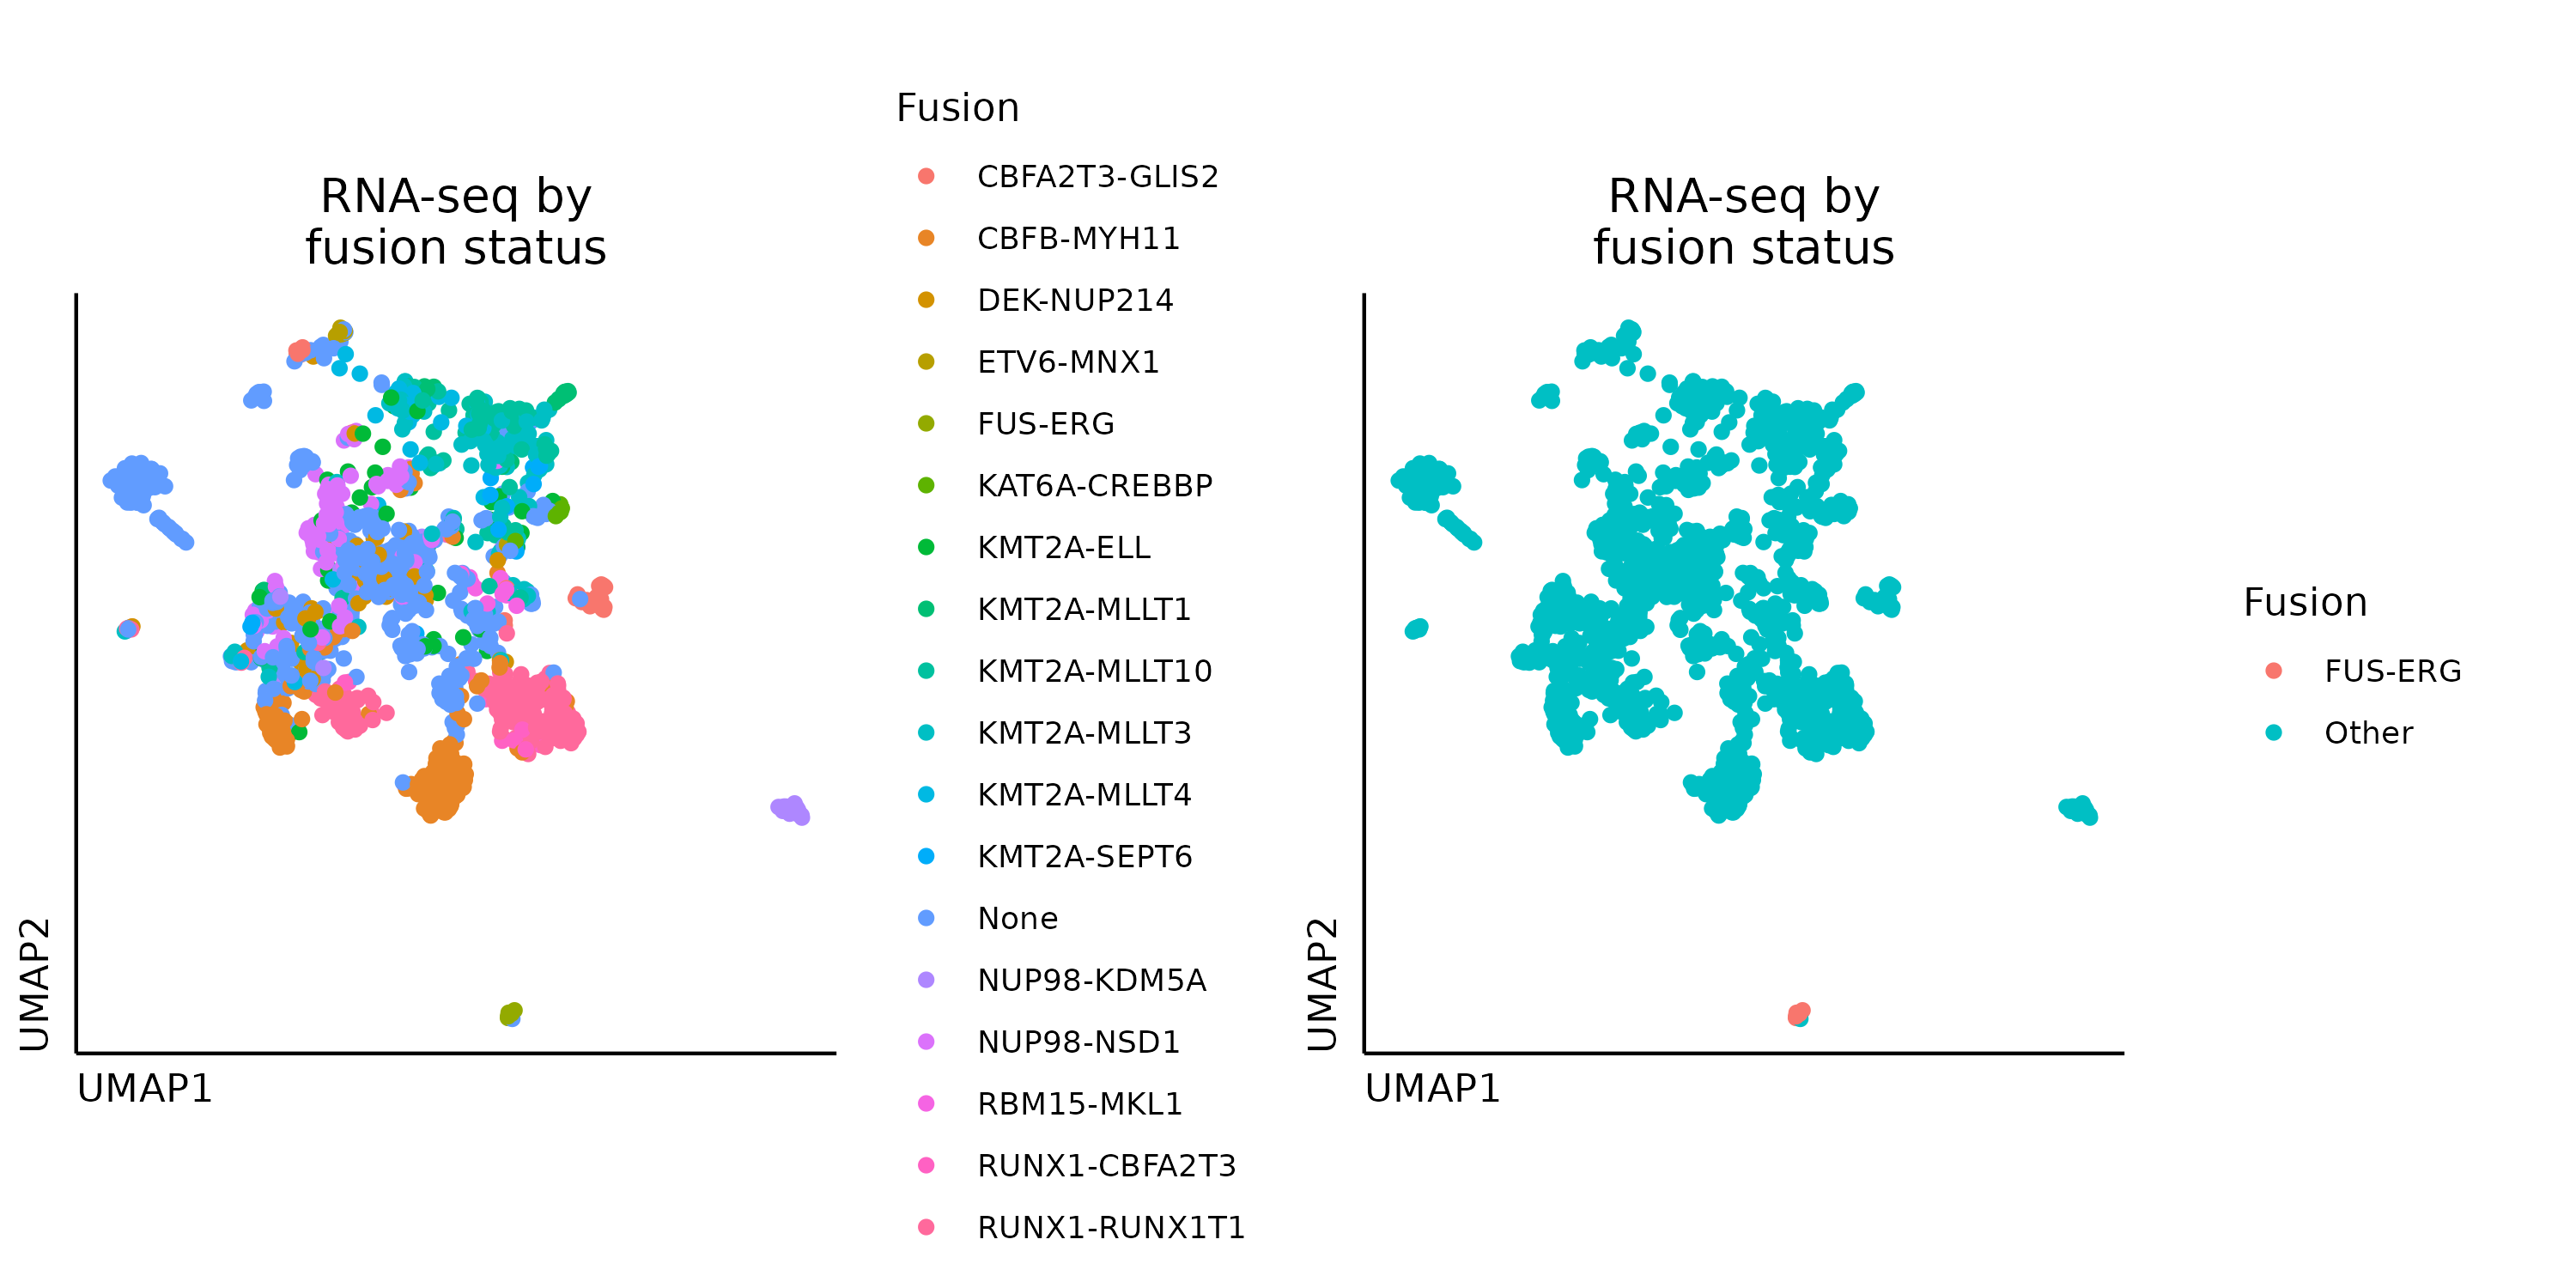 RNA-seq by
fusion status
UMAP2
UMAP1
Fusion
CBFA2T3-GLIS2
CBFB-MYH11
DEK-NUP214
ETV6-MNX1
FUS-ERG
KAT6A-CREBBP
KMT2A-ELL
KMT2A-MLLT1
KMT2A-MLLT10
KMT2A-MLLT3
KMT2A-MLLT4
KMT2A-SEPT6
None
NUP98-KDM5A
NUP98-NSD1
RBM15-MKL1
RUNX1-CBFA2T3
RUNX1-RUNX1T1
RNA-seq by
fusion status
UMAP2
UMAP1
Fusion
FUS-ERG
Other